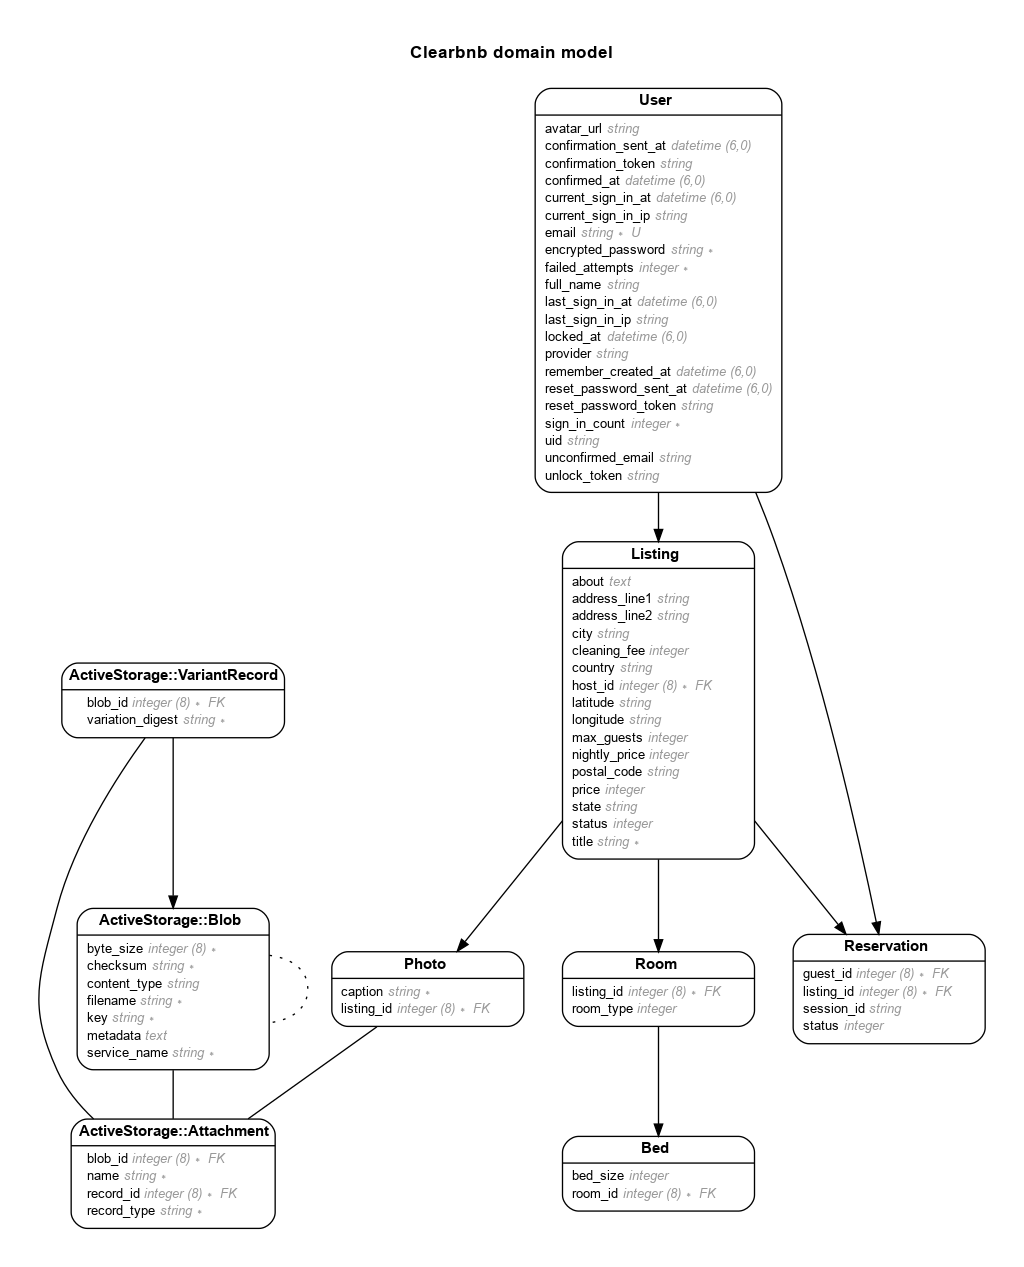 Clearbnb domain model
User
avatar_url string
confirmation_sent_at datetime (6,0)
confirmation_token string
confirmed_at datetime (6,0)
current_sign_in_at datetime (6,0)
current_sign_in_ip string
email string ∗ U
encrypted_password string ∗
failed_attempts integer ∗
full_name string
last_sign_in_at datetime (6,0)
last_sign_in_ip string
locked_at datetime (6,0)
provider string
remember_created_at datetime (6,0)
reset_password_sent_at datetime (6,0)
reset_password_token string
sign_in_count integer ∗
uid string
unconfirmed_email string
unlock_token string
Listing
about text
address_line1 string
address_line2 string
city string
cleaning_fee integer
country string
host_id integer (8) ∗ FK
latitude string
longitude string
max_guests integer
nightly_price integer
postal_code string
price integer
state string
status integer
title string ∗
ActiveStorage::VariantRecord
blob_id integer (8) ∗ FK
variation_digest string ∗
ActiveStorage::Blob
byte_size integer (8) ∗
checksum string ∗
content_type string
filename string ∗
key string ∗
metadata text
service_name string ∗
Photo
caption string ∗
listing_id integer (8) ∗ FK
Room
listing_id integer (8) ∗ FK
room_type integer
Reservation
guest_id integer (8) ∗ FK
listing_id integer (8) ∗ FK
session_id string
status integer
ActiveStorage::Attachment
blob_id integer (8) ∗ FK
name string ∗
record_id integer (8) ∗ FK
record_type string ∗
Bed
bed_size integer
room_id integer (8) ∗ FK